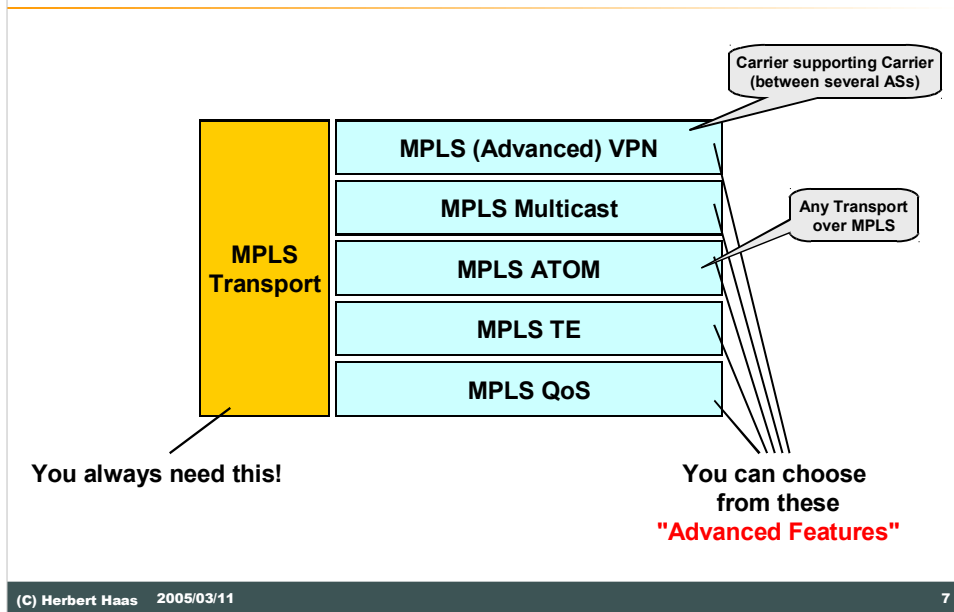 Carrier supporting Carrier
(between several ASs)
MPLS (Advanced) VPN
MPLS Multicast
Any Transport
over MPLS
MPLS
Transport
MPLS ATOM
MPLS TE
MPLS QoS
You always need this!
You can choose
from these
"Advanced Features"
(C) Herbert Haas 2005/03/11
7